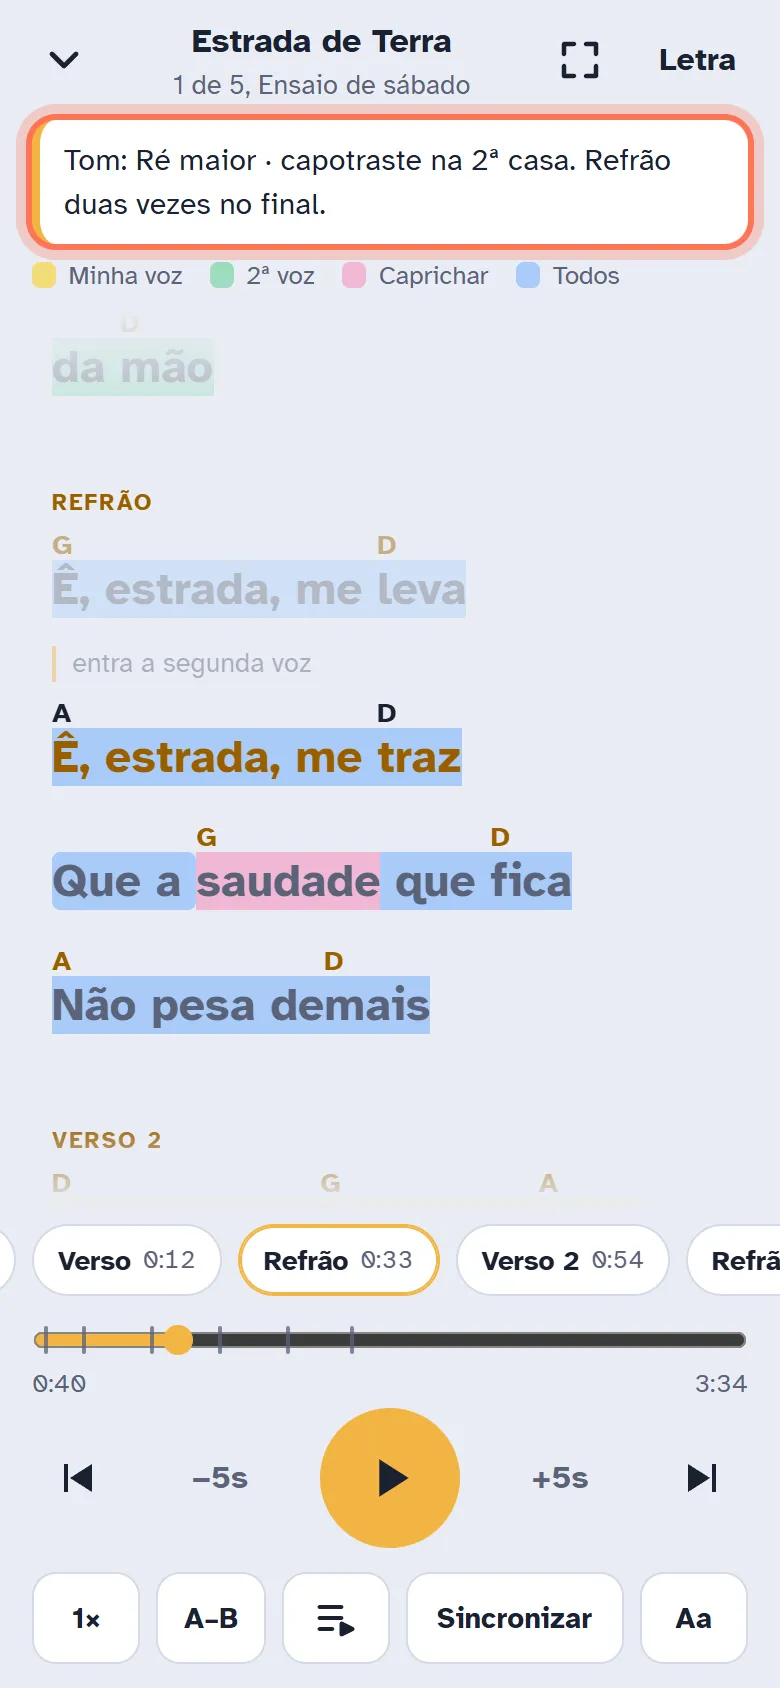 Estrada de Terra
1 de 5, Ensaio de sábado
Letra
Tom: Ré maior · capotraste na 2ª casa. Refrão
duas vezes no final.
Minha voz 2ª voz Caprichar Todos
D
da mão
REFRÃO
G D
Ê, estrada, me leva
entra a segunda voz
A D
Ê, estrada, me traz
G D
Que a saudade que fica
A D
Não pesa demais
VERSO 2
D G A
Verso 0:12 Refrão 0:33 Verso 2 0:54 Refrã
0:40 3:34
−5s +5s
1× A–B Sincronizar Aa